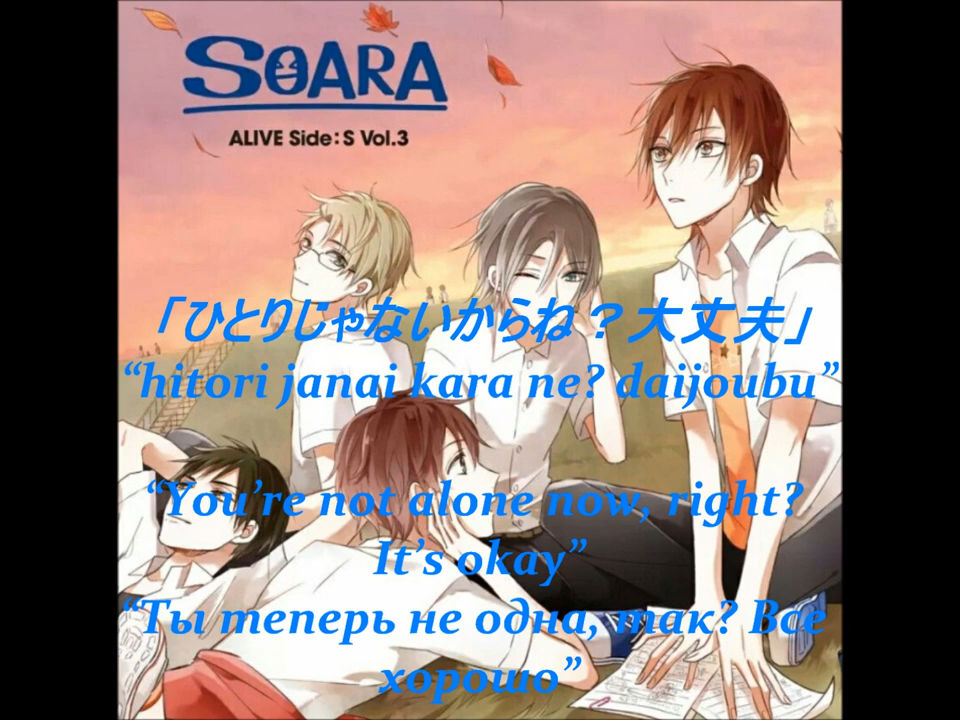 SOARA
ALIVE Side:S Vol.3
「ひとりじゃないからね？大丈夫」
“hitori janai kara ne? daijoubu”
“You’re not alone now, right?
It’s okay”
“Ты теперь не одна, так? Все
хорошо”